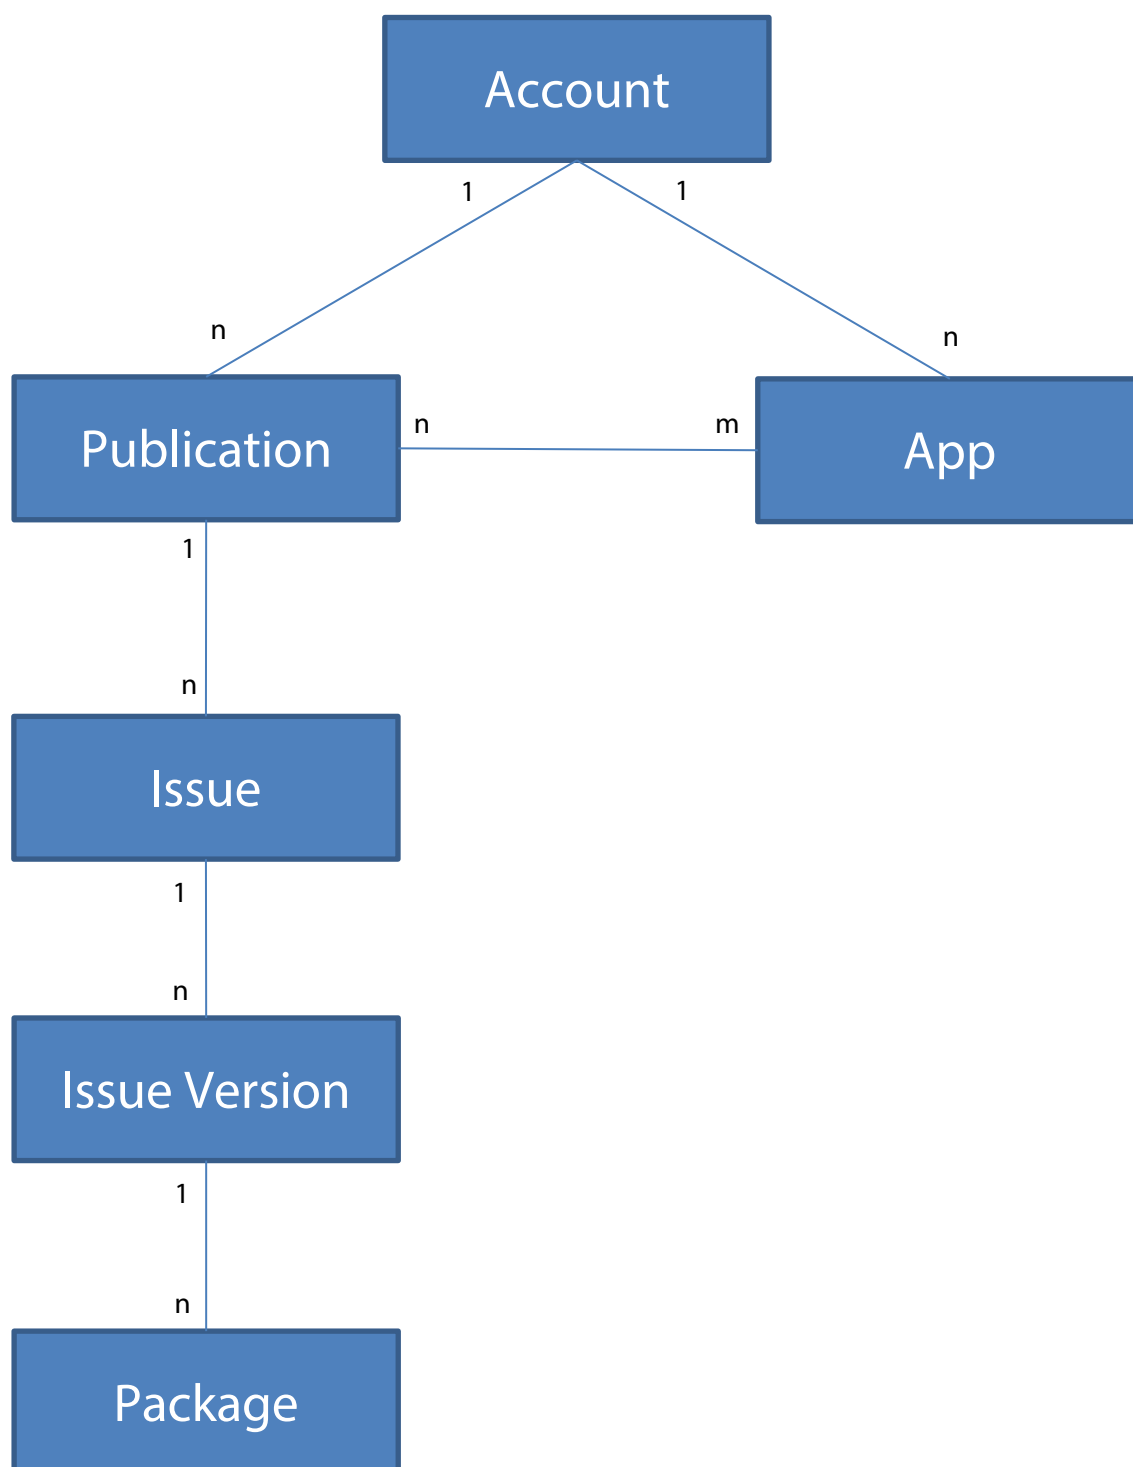 Account
1
1
n
n
Publication
n
m
App
1
n
Issue
1
n
Issue Version
1
n
Package